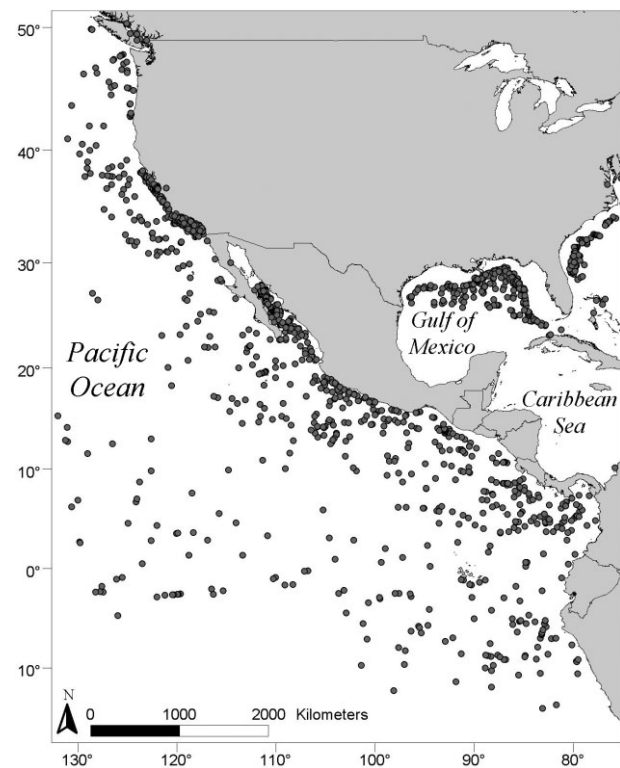 50°
40°
30°
20°
10°
0°
10°
Gulf of
Mexico
Pacific
Ocean
Caribbean
Sea
N
0 1000 2000 Kilometers
130° 120° 110° 100° 90° 80°